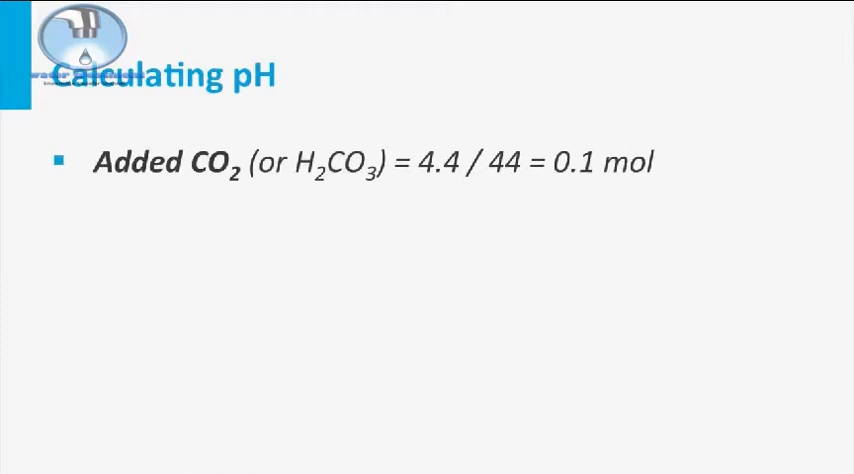 Calculating pH
Added CO₂ (or H₂CO₃) = 4.4 / 44 = 0.1 mol